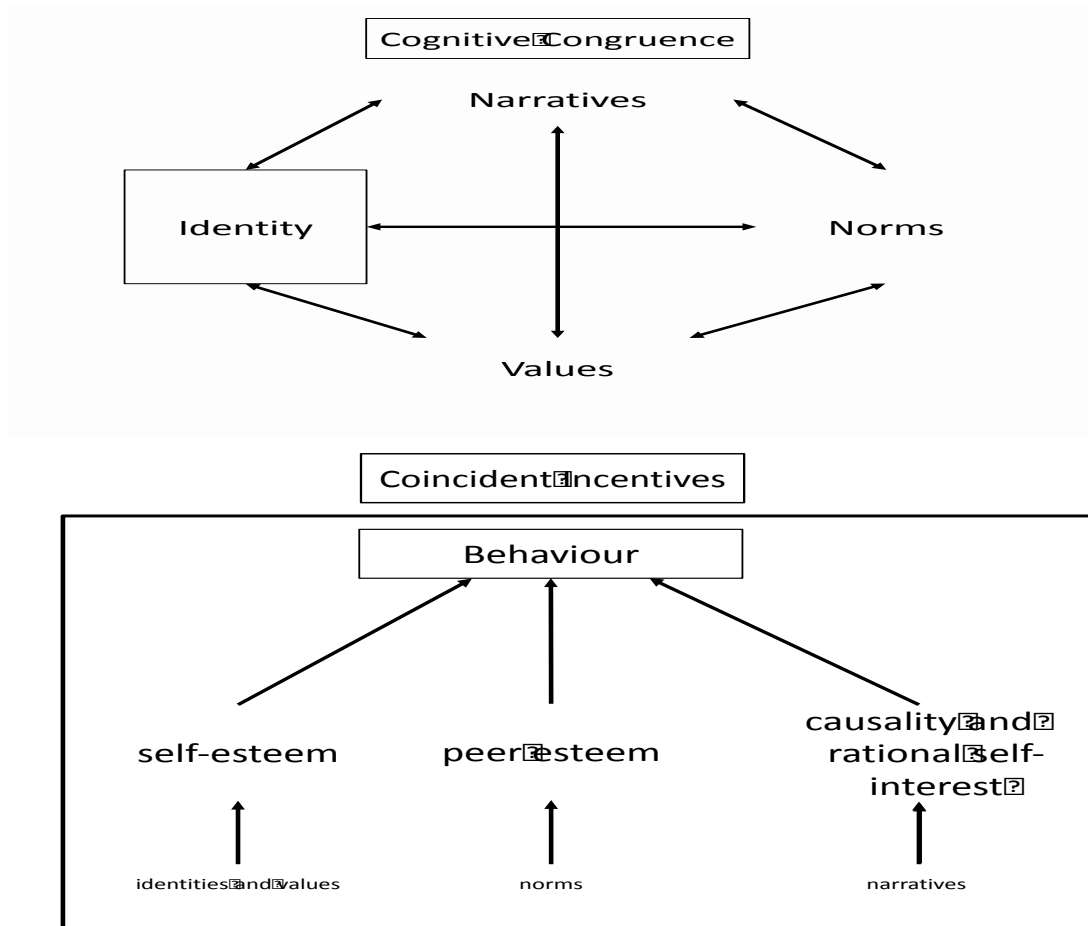 Cognitive Congruence
Narratives
Identity
Norms
Values
Coincident Incentives
Behaviour
causality and
self-esteem
peer esteem
rational self-
interest
identities and values
norms
narratives